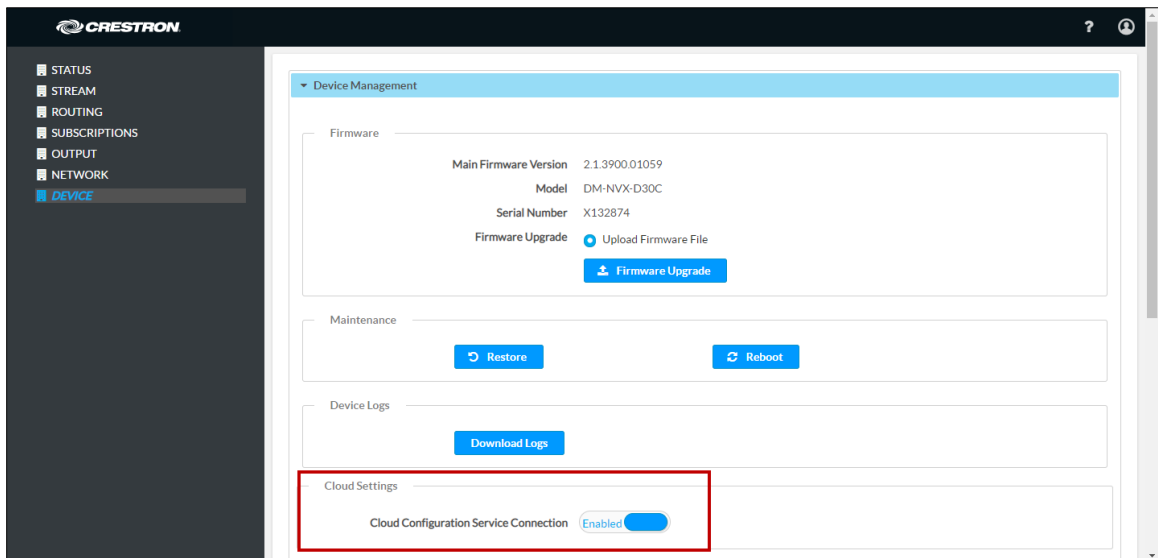 CRESTRON
?
STATUS
STREAM
ROUTING
SUBSCRIPTIONS
OUTPUT
NETWORK
DEVICE
Device Management
Firmware
Main Firmware Version 2.1.3900.01059
Model DM-NVX-D30C
Serial Number X132874
Firmware Upgrade Upload Firmware File
Firmware Upgrade
Maintenance
Restore Reboot
Device Logs
Download Logs
Cloud Settings
Cloud Configuration Service Connection Enabled